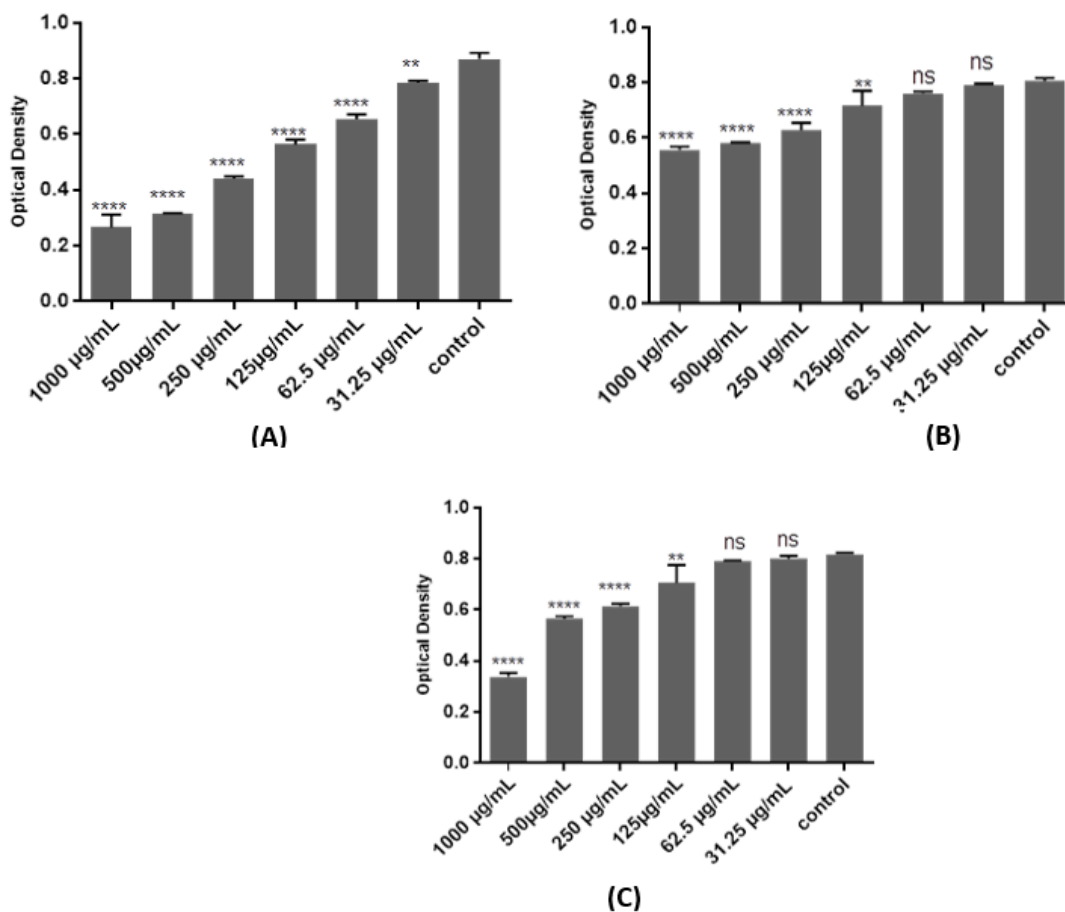 1.0
0.8
0.6
0.4
0.2
0.0
Optical Density
****
****
****
****
****
**
1000 µg/mL
500µg/mL
250 µg/mL
125µg/mL
62.5 µg/mL
31.25 µg/mL
control
(A)
1.0
0.8
0.6
0.4
0.2
0.0
Optical Density
****
****
****
**
ns
ns
1000 µg/mL
500µg/mL
250 µg/mL
125µg/mL
62.5 µg/mL
31.25 µg/mL
control
(B)
1.0
0.8
0.6
0.4
0.2
0.0
Optical Density
****
****
****
**
ns
ns
1000 µg/mL
500µg/mL
250 µg/mL
125µg/mL
62.5 µg/mL
31.25 µg/mL
control
(C)